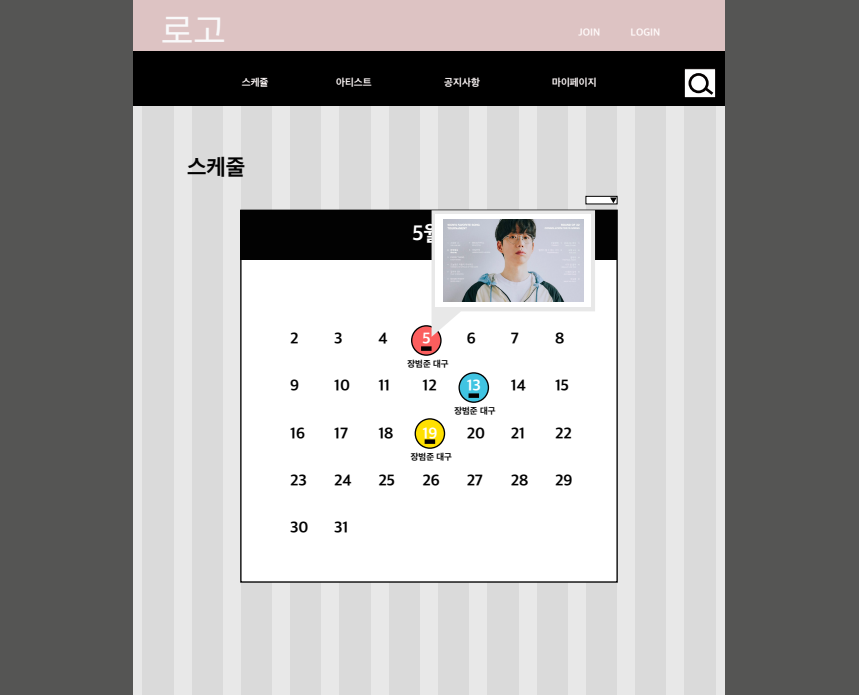 로고
JOIN LOGIN
스케쥴 아티스트 공지사항 마이페이지
스케줄
5월
2 3 4 5 6 7 8
장범준 대구
9 10 11 12 13 14 15
장범준 대구
16 17 18 19 20 21 22
장범준 대구
23 24 25 26 27 28 29
30 31